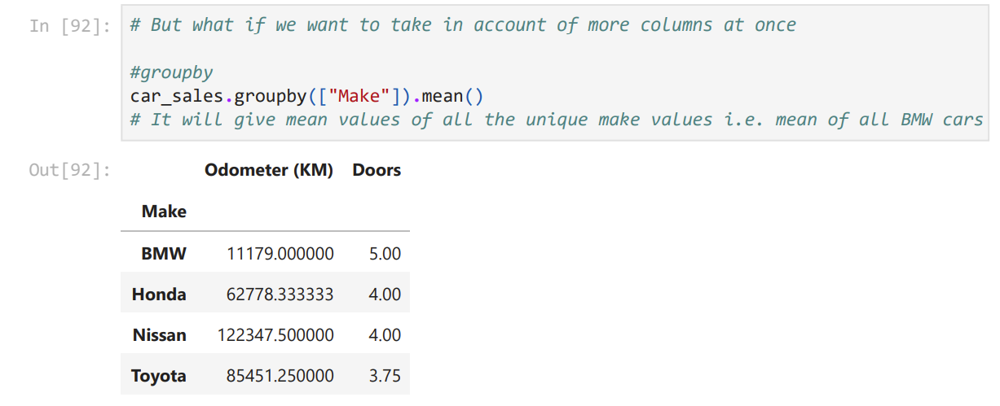 In [92]: # But what if we want to take in account of more columns at once
#groupby
car_sales.groupby(["Make"]).mean()
# It will give mean values of all the unique make values i.e. mean of all BMW cars
Out[92]: Odometer (KM) Doors
Make
BMW 11179.000000 5.00
Honda 62778.333333 4.00
Nissan 122347.500000 4.00
Toyota 85451.250000 3.75